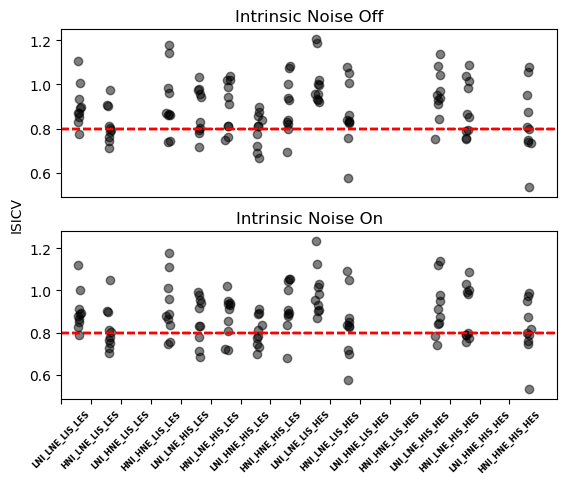 Intrinsic Noise Off
1.2
1.0
0.8
0.6
ISICV
Intrinsic Noise On
1.2
1.0
0.8
0.6
LNI_LNE_LIS_LES
HNI_LNE_LIS_LES
LNI_HNE_LIS_LES
HNI_HNE_LIS_LES
LNI_LNE_HIS_LES
HNI_LNE_HIS_LES
LNI_HNE_HIS_LES
HNI_HNE_HIS_LES
LNI_LNE_LIS_HES
HNI_LNE_LIS_HES
LNI_HNE_LIS_HES
HNI_HNE_LIS_HES
LNI_LNE_HIS_HES
HNI_LNE_HIS_HES
LNI_HNE_HIS_HES
HNI_HNE_HIS_HES